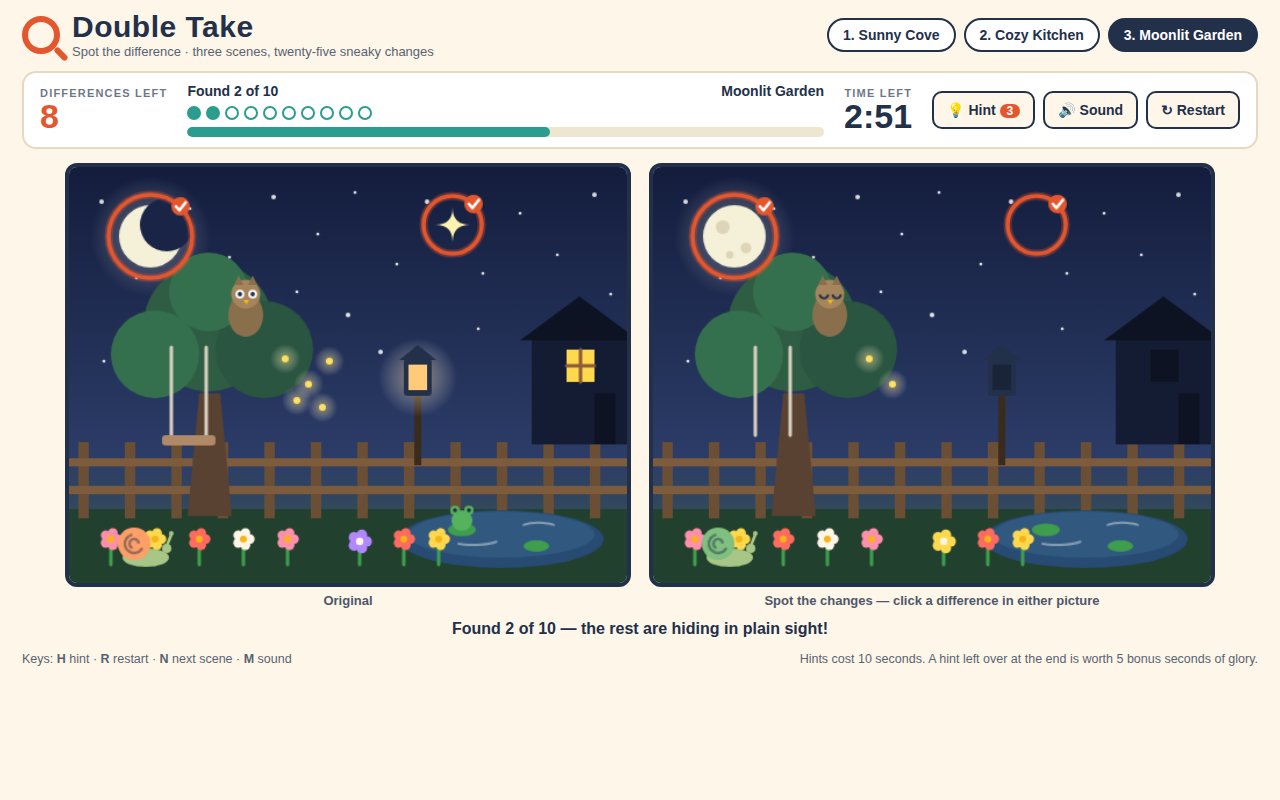 Double Take
Spot the difference · three scenes, twenty-five sneaky changes
1. Sunny Cove
2. Cozy Kitchen
3. Moonlit Garden
DIFFERENCES LEFT
8
Found 2 of 10
Moonlit Garden
TIME LEFT
2:51
💡 Hint 3
🔊 Sound
↻ Restart
Original
Spot the changes — click a difference in either picture
Found 2 of 10 — the rest are hiding in plain sight!
Keys: H hint · R restart · N next scene · M sound
Hints cost 10 seconds. A hint left over at the end is worth 5 bonus seconds of glory.